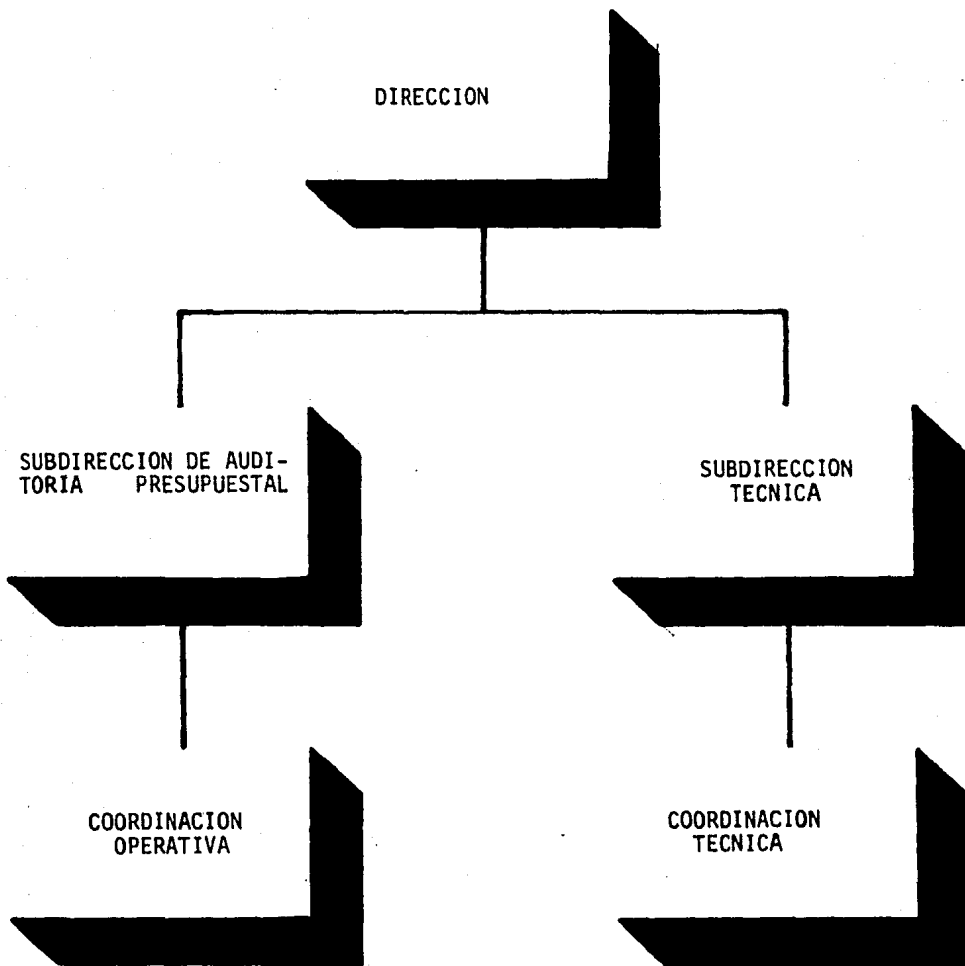 DIRECCION
SUBDIRECCION DE AUDI-
TORIA PRESUPUESTAL
SUBDIRECCION
TECNICA
COORDINACION
OPERATIVA
COORDINACION
TECNICA